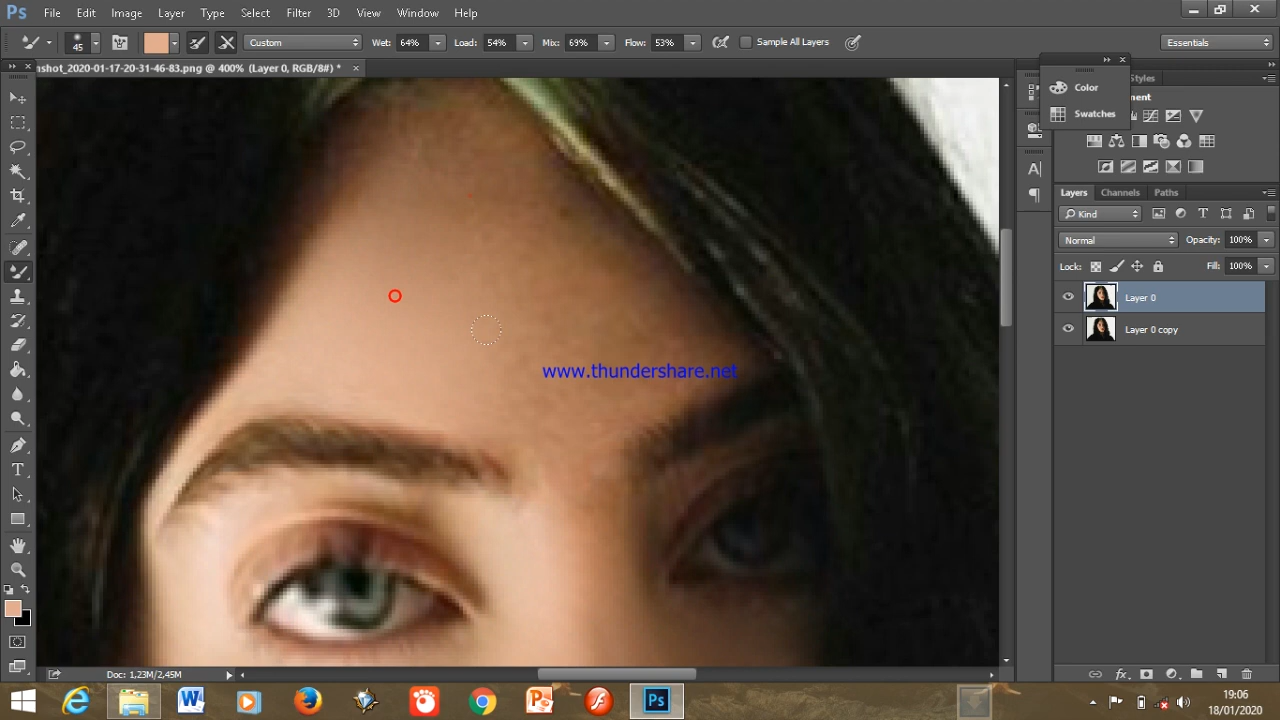 Ps File Edit Image Layer Type Select Filter 3D View Window Help
45 Custom Wet: 64% Load: 54% Mix: 69% Flow: 53% Sample All Layers Essentials
nshot_2020-01-17-20-31-46-83.png @ 400% (Layer 0, RGB/8#) * ×
Styles
Color
ment
Swatches
A|
Layers Channels Paths
Kind
Normal Opacity: 100%
Lock: Fill: 100%
Layer 0
Layer 0 copy
www.thundershare.net
Doc: 1,23M/2,45M
Ps
19:06
18/01/2020